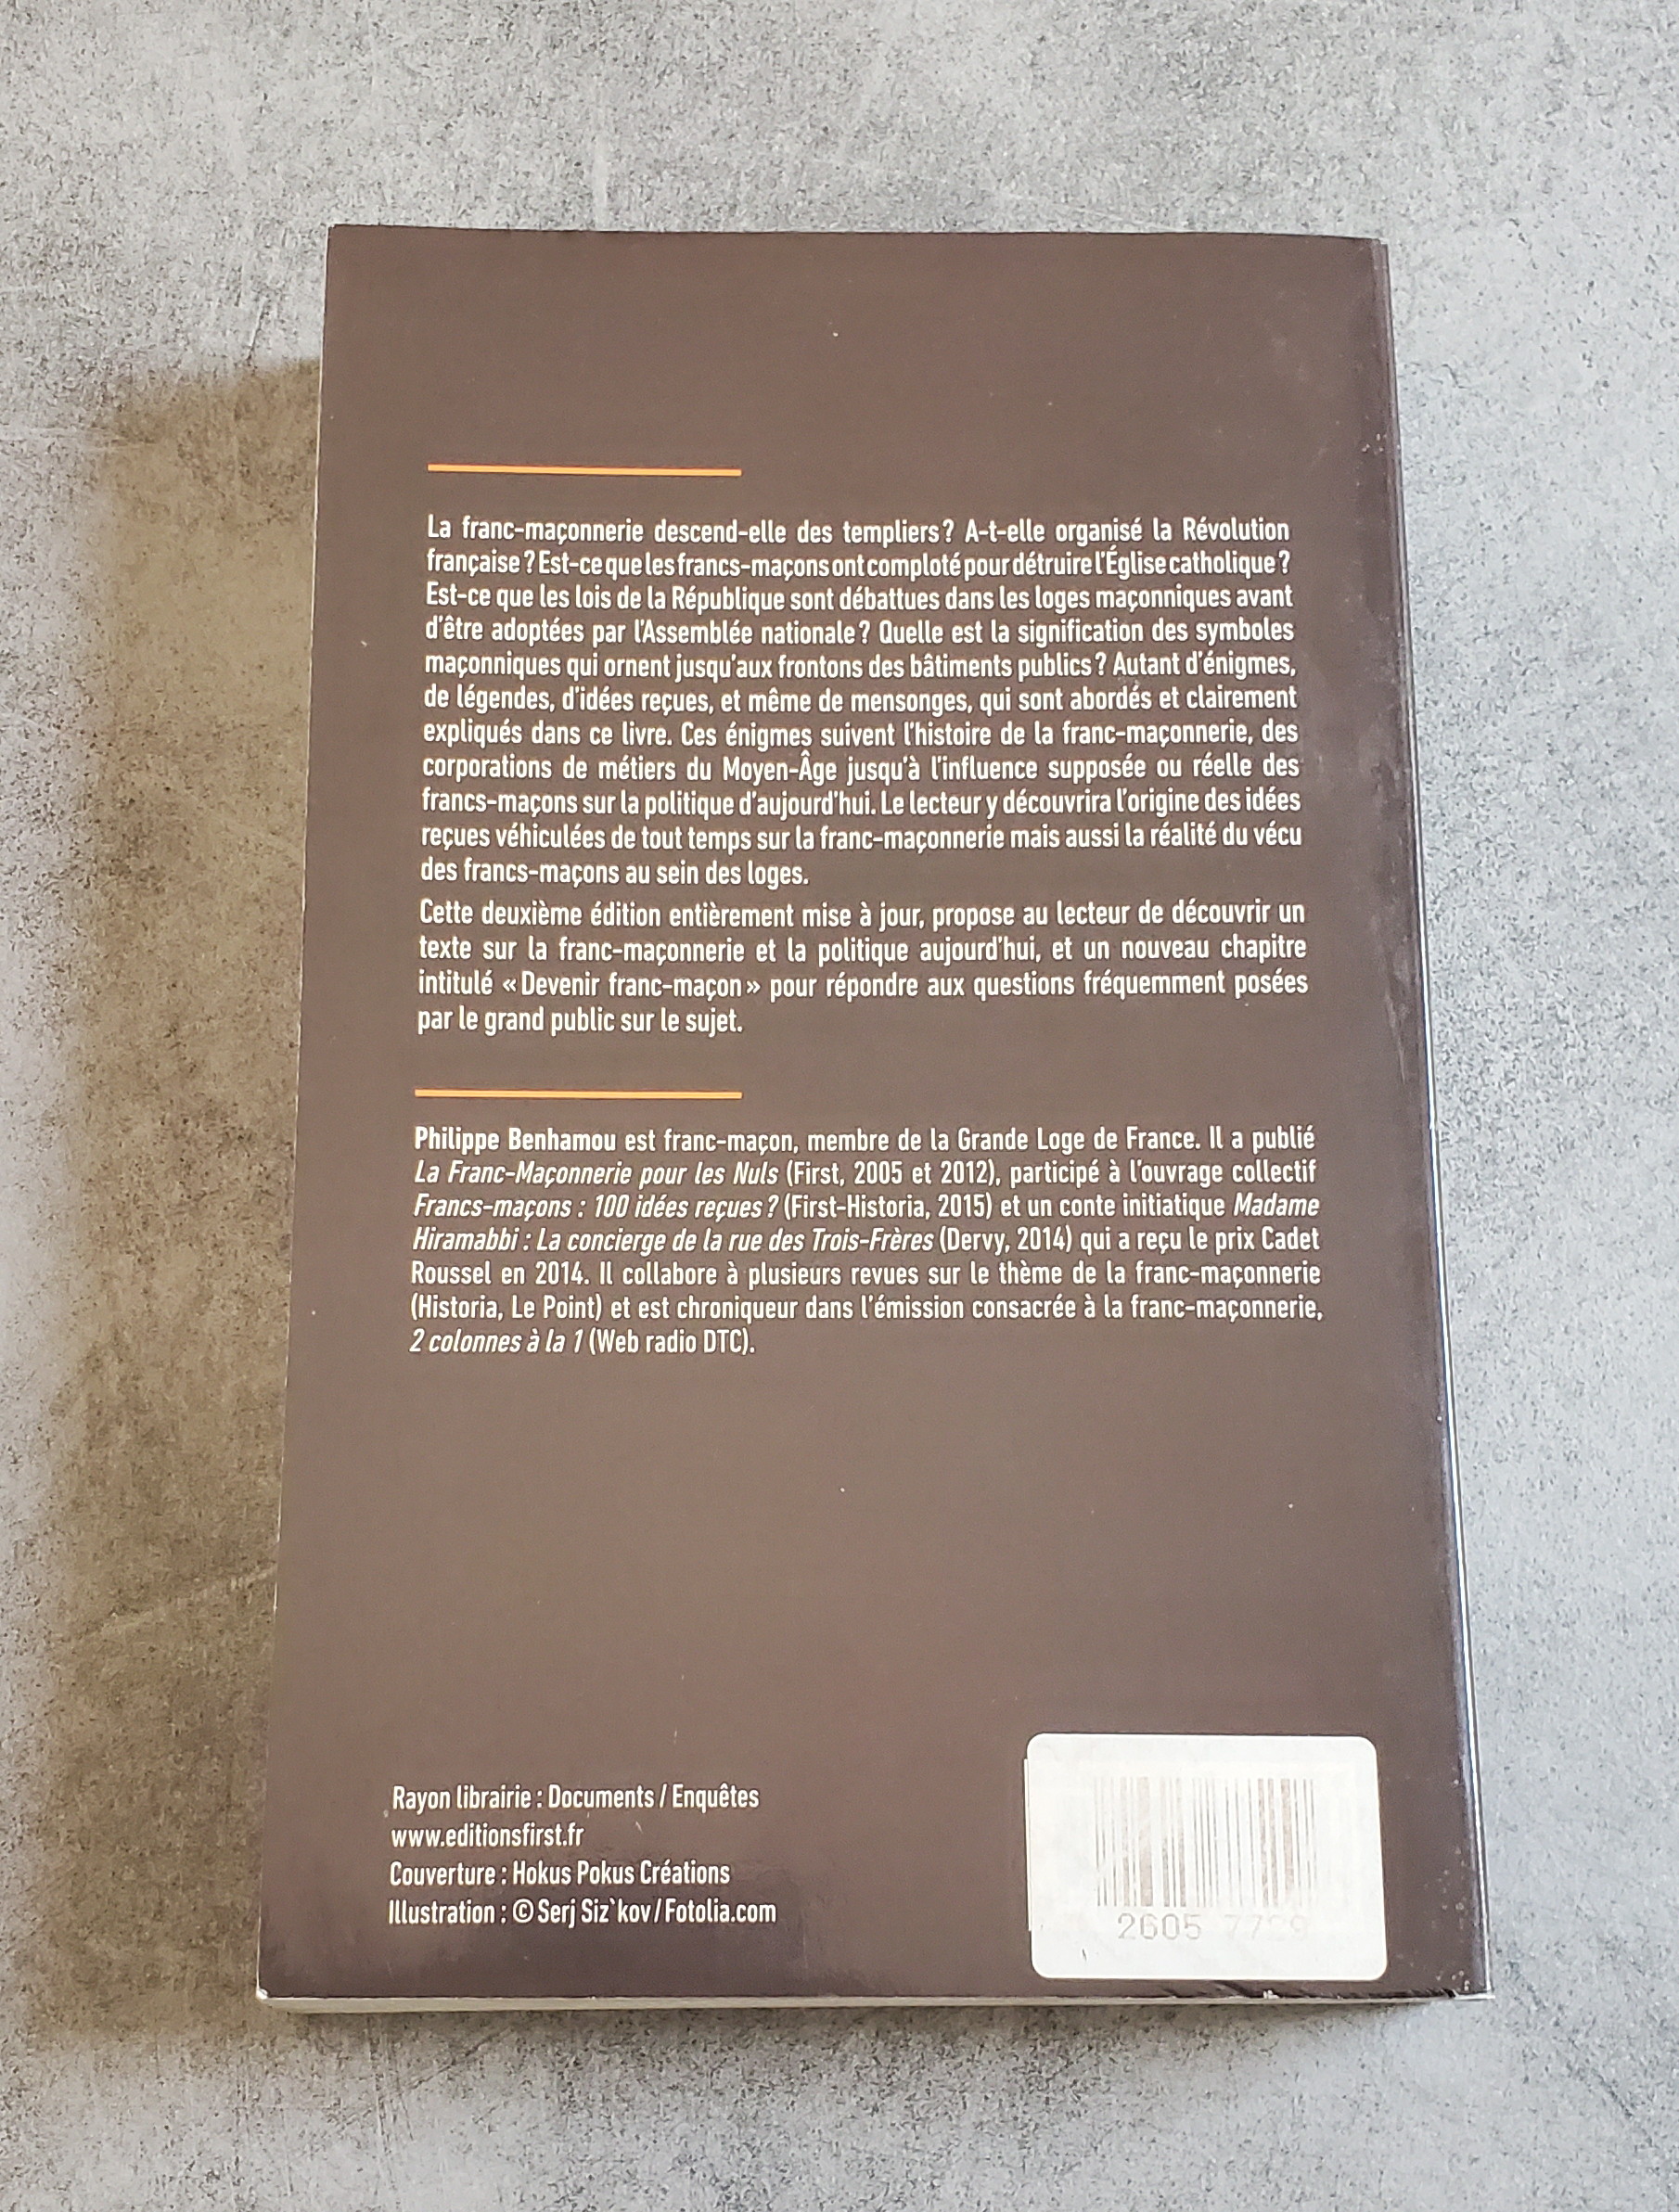 La franc-maçonnerie descend-elle des templiers ? A-t-elle organisé la Révolution
française ? Est-ce que les francs-maçons ont comploté pour détruire l'Église catholique ?
Est-ce que les lois de la République sont débattues dans les loges maçonniques avant
d'être adoptées par l'Assemblée nationale ? Quelle est la signification des symboles
maçonniques qui ornent jusqu'aux frontons des bâtiments publics ? Autant d'énigmes,
de légendes, d'idées reçues, et même de mensonges, qui sont abordés et clairement
expliqués dans ce livre. Ces énigmes suivent l'histoire de la franc-maçonnerie, des
corporations de métiers du Moyen-Âge jusqu'à l'influence supposée ou réelle des
francs-maçons sur la politique d'aujourd'hui. Le lecteur y découvrira l'origine des idées
reçues véhiculées de tout temps sur la franc-maçonnerie mais aussi la réalité du vécu
des francs-maçons au sein des loges.
Cette deuxième édition entièrement mise à jour, propose au lecteur de découvrir un
texte sur la franc-maçonnerie et la politique aujourd'hui, et un nouveau chapitre
intitulé « Devenir franc-maçon » pour répondre aux questions fréquemment posées
par le grand public sur le sujet.
Philippe Benhamou est franc-maçon, membre de la Grande Loge de France. Il a publié
La Franc-Maçonnerie pour les Nuls (First, 2005 et 2012), participé à l'ouvrage collectif
Francs-maçons : 100 idées reçues ? (First-Historia, 2015) et un conte initiatique Madame
Hiramabbi : La concierge de la rue des Trois-Frères (Dervy, 2014) qui a reçu le prix Cadet
Roussel en 2014. Il collabore à plusieurs revues sur le thème de la franc-maçonnerie
(Historia, Le Point) et est chroniqueur dans l'émission consacrée à la franc-maçonnerie,
2 colonnes à la 1 (Web radio DTC).
Rayon librairie : Documents / Enquêtes
www.editionsfirst.fr
Couverture : Hokus Pokus Créations
Illustration : © Serj Siz`kov / Fotolia.com
2605